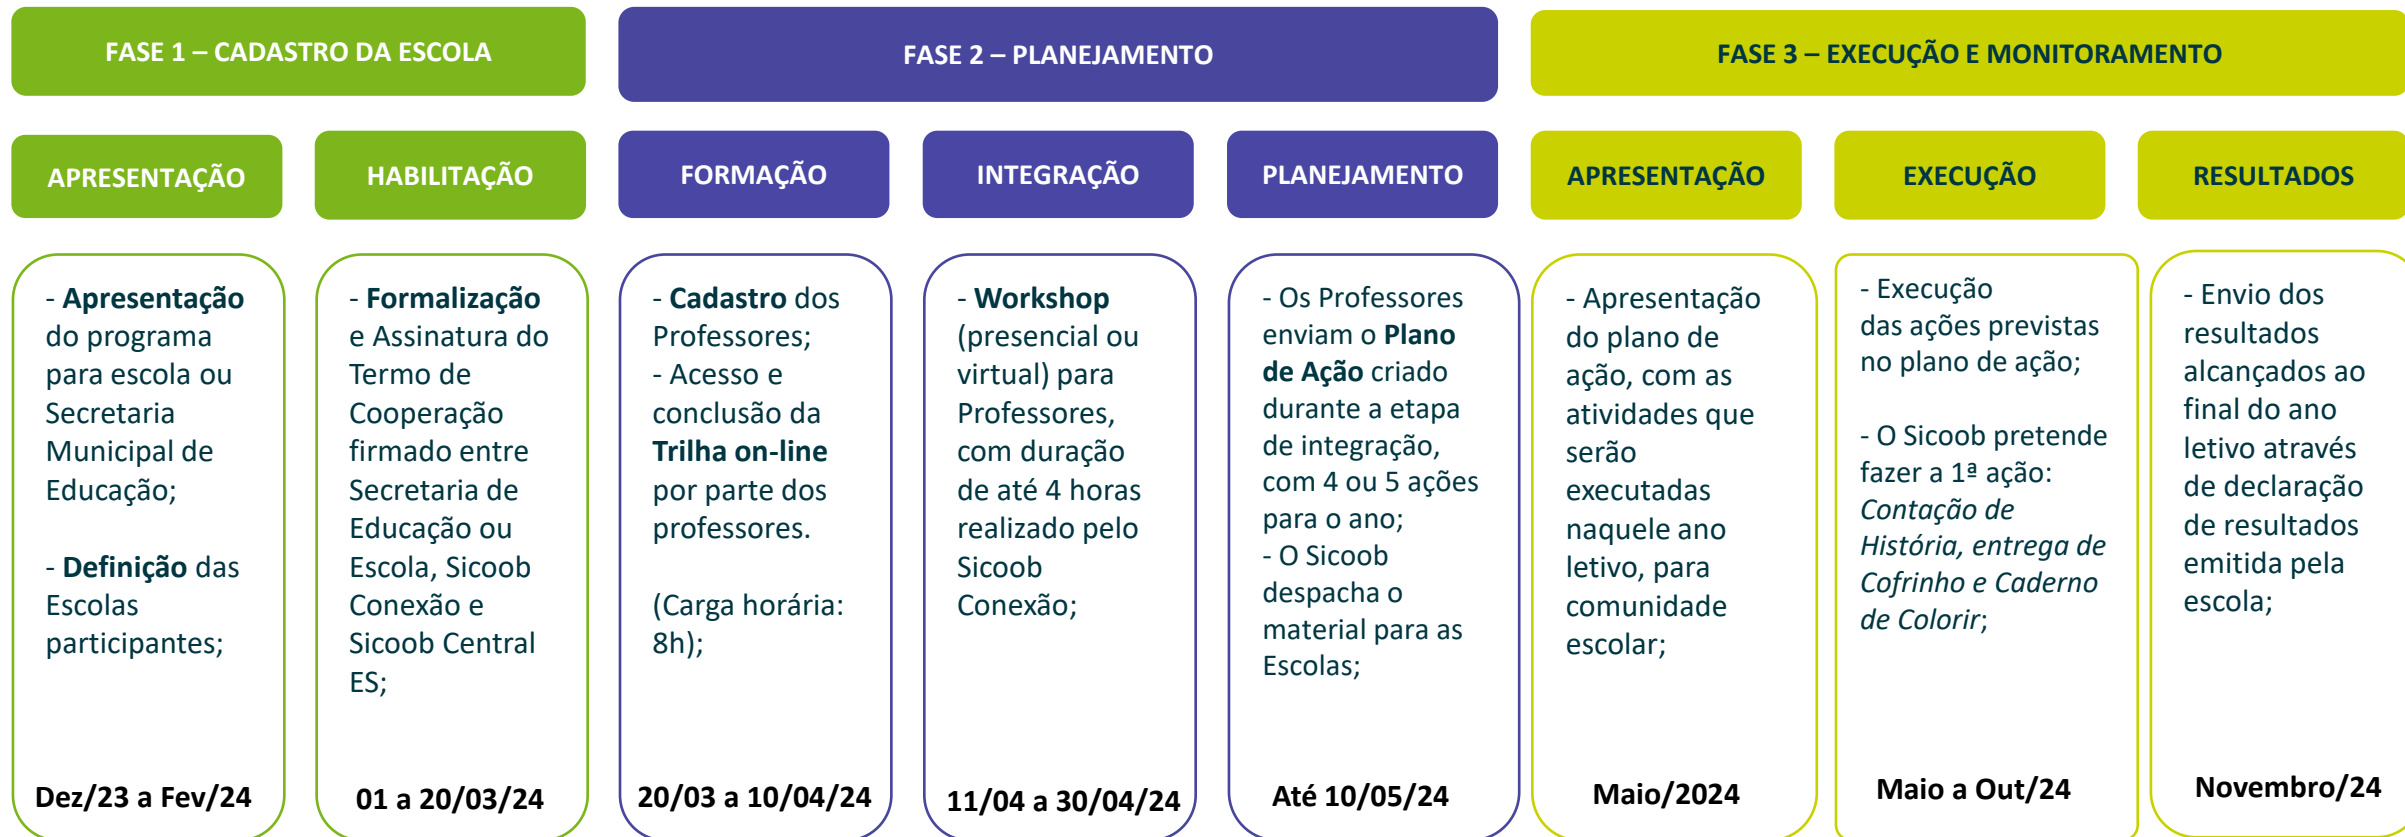 FASE 1 – CADASTRO DA ESCOLA
FASE 2 – PLANEJAMENTO
FASE 3 – EXECUÇÃO E MONITORAMENTO
APRESENTAÇÃO
HABILITAÇÃO
FORMAÇÃO
INTEGRAÇÃO
PLANEJAMENTO
APRESENTAÇÃO
EXECUÇÃO
RESULTADOS
- Apresentação
do programa
para escola ou
Secretaria
Municipal de
Educação;
- Definição das
Escolas
participantes;
Dez/23 a Fev/24
- Formalização
e Assinatura do
Termo de
Cooperação
firmado entre
Secretaria de
Educação ou
Escola, Sicoob
Conexão e
Sicoob Central
ES;
01 a 20/03/24
- Cadastro dos
Professores;
- Acesso e
conclusão da
Trilha on-line
por parte dos
professores.
(Carga horária:
8h);
20/03 a 10/04/24
- Workshop
(presencial ou
virtual) para
Professores,
com duração
de até 4 horas
realizado pelo
Sicoob
Conexão;
11/04 a 30/04/24
- Os Professores
enviam o Plano
de Ação criado
durante a etapa
de integração,
com 4 ou 5 ações
para o ano;
- O Sicoob
despacha o
material para as
Escolas;
Até 10/05/24
- Apresentação
do plano de
ação, com as
atividades que
serão
executadas
naquele ano
letivo, para
comunidade
escolar;
Maio/2024
- Execução
das ações previstas
no plano de ação;
- O Sicoob pretende
fazer a 1ª ação:
Contação de
História, entrega de
Cofrinho e Caderno
de Colorir;
Maio a Out/24
- Envio dos
resultados
alcançados ao
final do ano
letivo através
de declaração
de resultados
emitida pela
escola;
Novembro/24